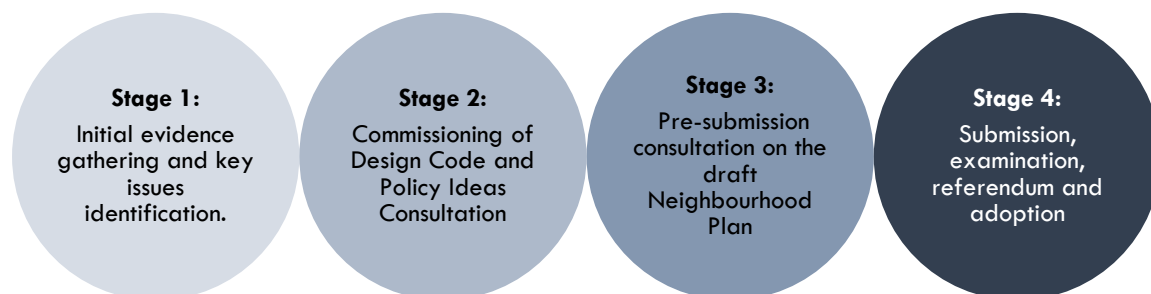 Stage 1:
Initial evidence
gathering and key
issues
identification.
Stage 2:
Commissioning of
Design Code and
Policy Ideas
Consultation
Stage 3:
Pre-submission
consultation on the
draft
Neighbourhood
Plan
Stage 4:
Submission,
examination,
referendum and
adoption